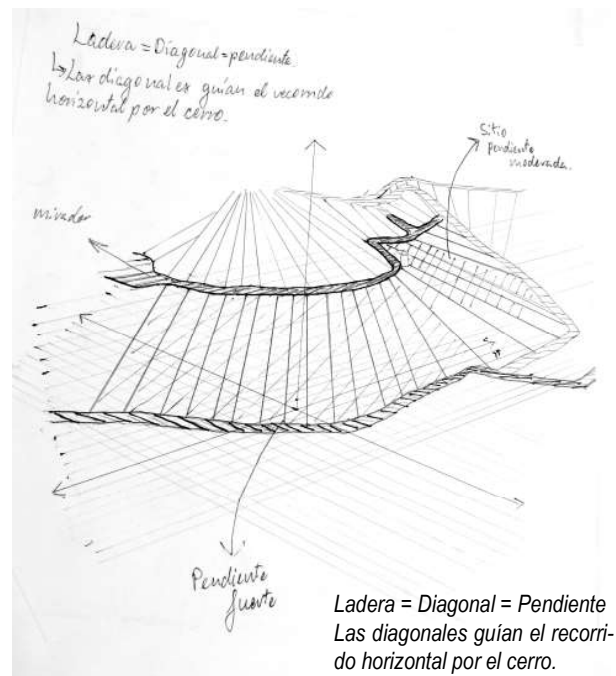 Ladera = Diagonal = pendiente
↳ Las diagonales guían el recorrido
horizontal por el cerro.
Sitio
pendiente
moderada.
mirador
Pendiente
fuerte
Ladera = Diagonal = Pendiente
Las diagonales guían el recorri-
do horizontal por el cerro.